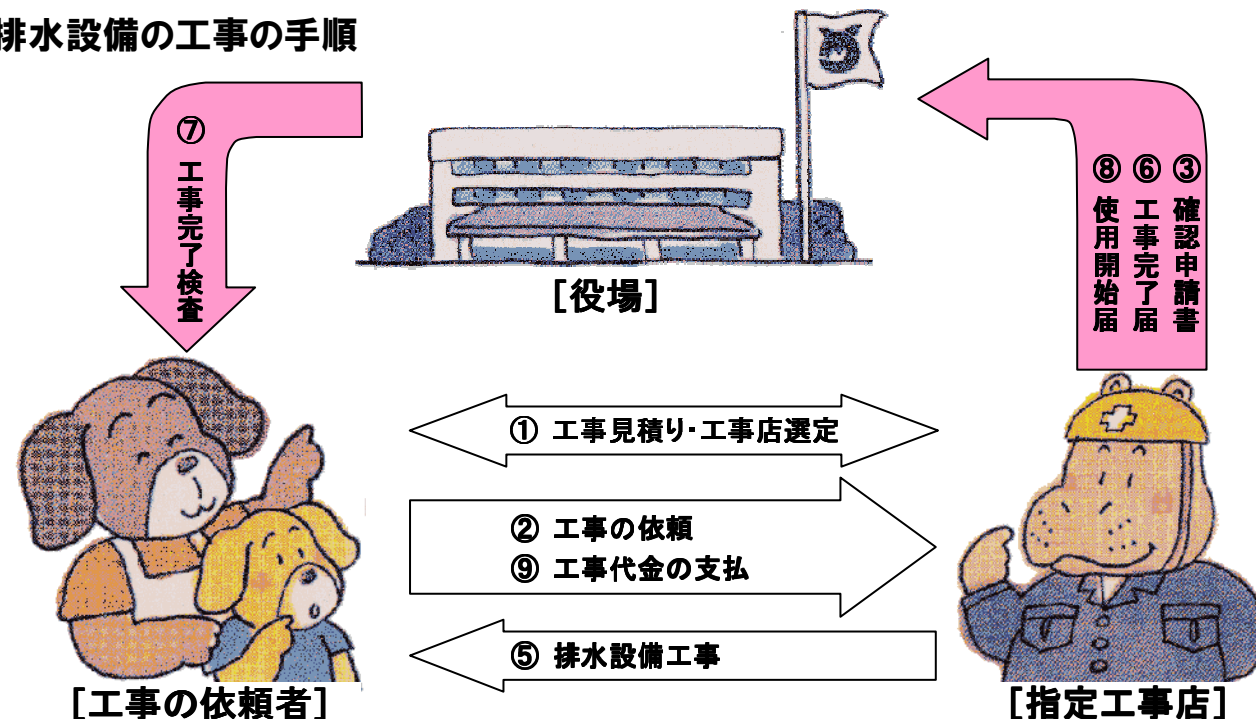 排水設備の工事の手順
⑦ 工事完了検査
③ 確認申請書
⑥ 工事完了届
⑧ 使用開始届
[役場]
① 工事見積り・工事店選定
② 工事の依頼
⑨ 工事代金の支払
⑤ 排水設備工事
[工事の依頼者]
[指定工事店]